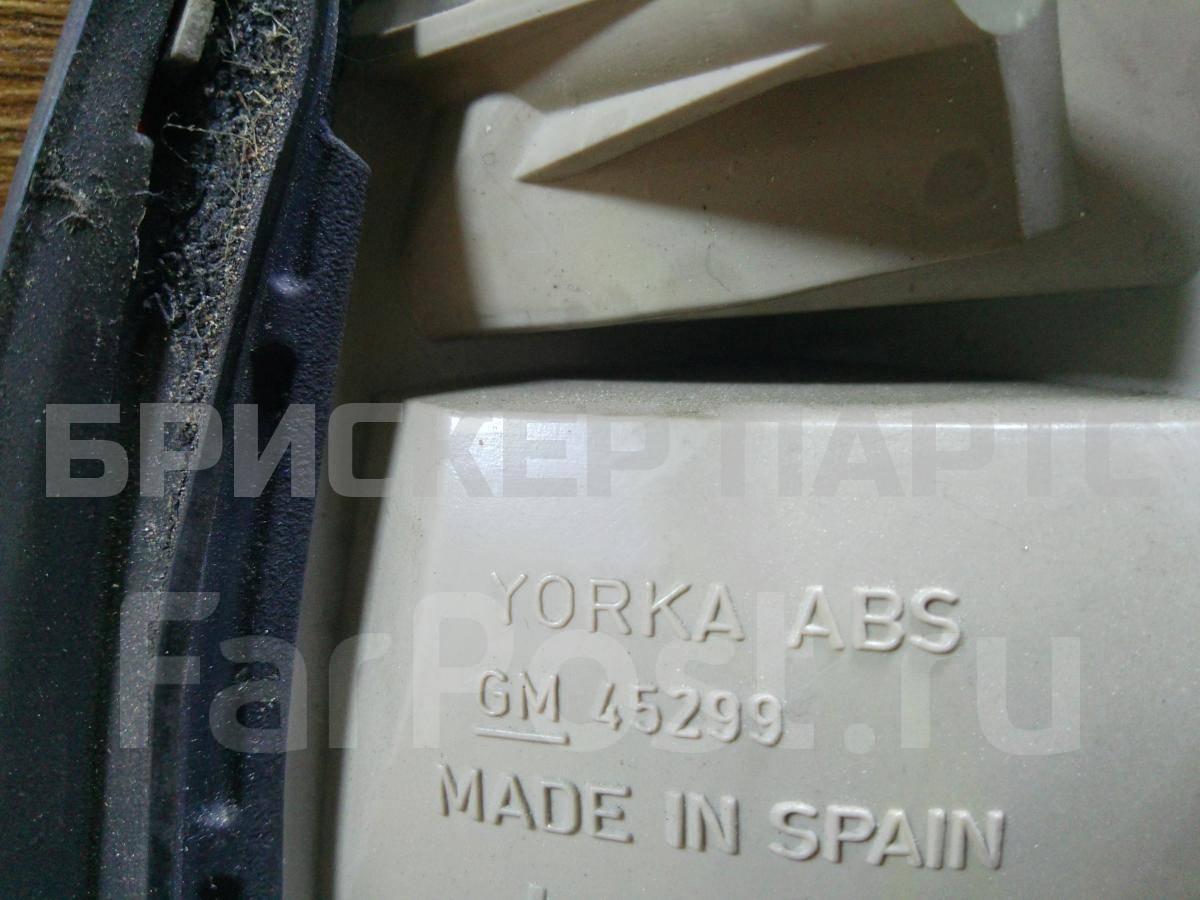 БРИСКЕР ПАРТС
YORKA ABS
FarPost.ru
GM 45299
MADE IN SPAIN